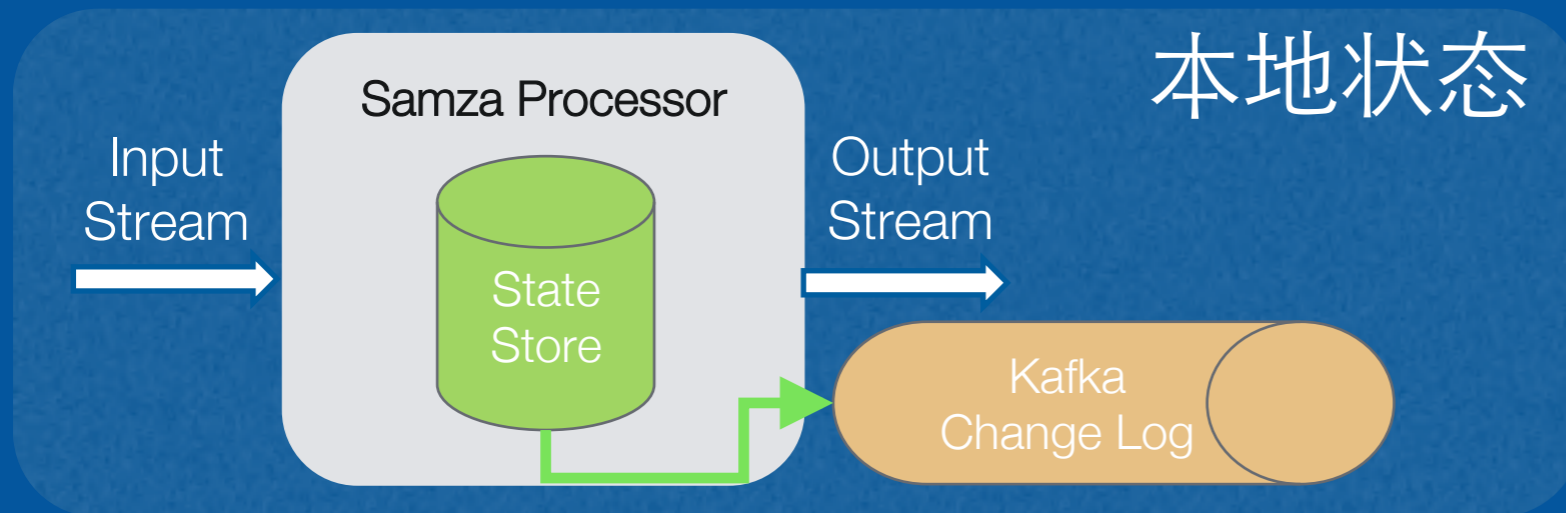 本地状态
Samza Processor
Input
Stream
State
Store
Output
Stream
Kafka
Change Log